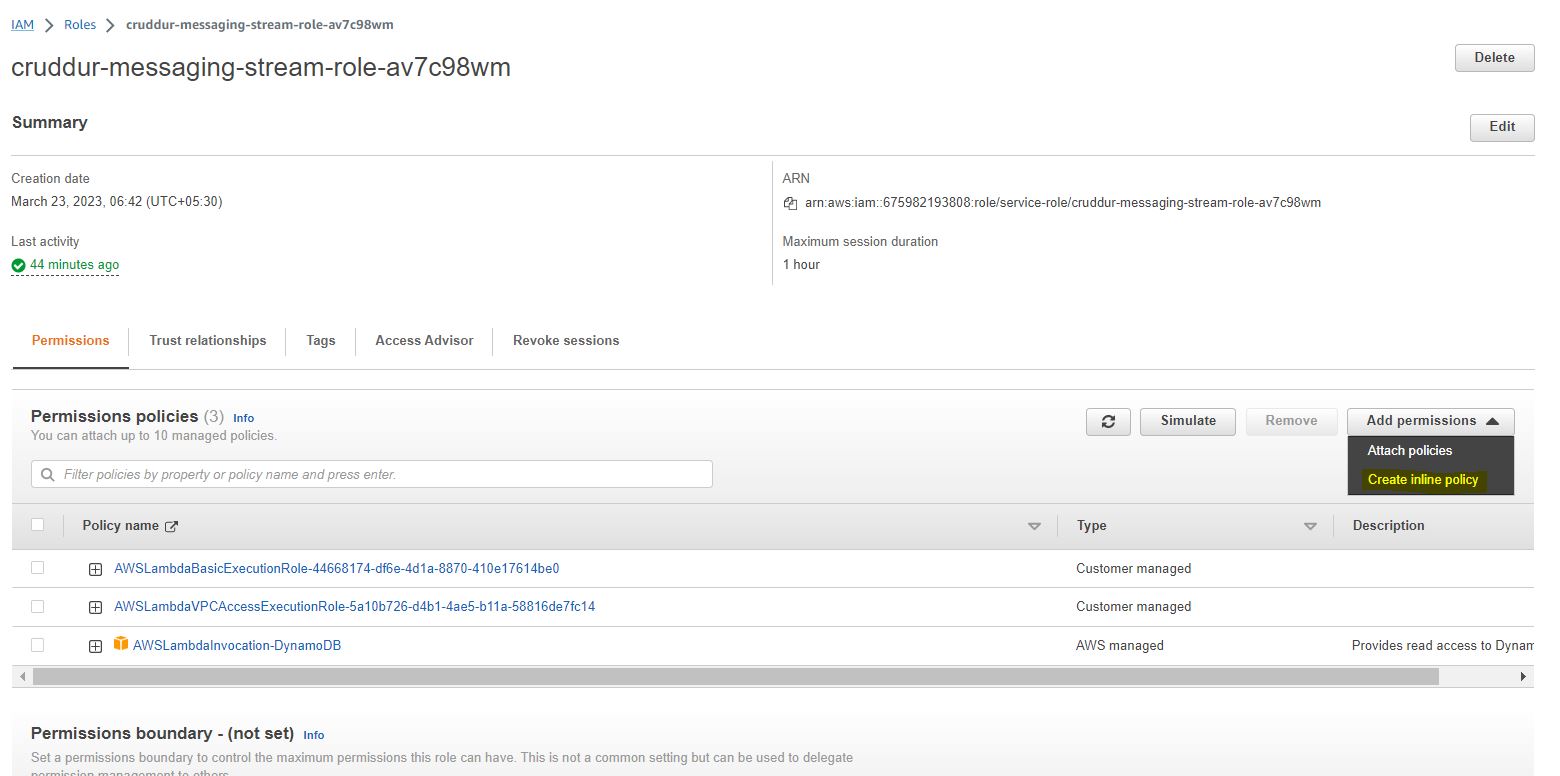 IAM > Roles > cruddur-messaging-stream-role-av7c98wm
cruddur-messaging-stream-role-av7c98wm
Delete
Summary
Edit
Creation date
March 23, 2023, 06:42 (UTC+05:30)
ARN
arn:aws:iam::675982193808:role/service-role/cruddur-messaging-stream-role-av7c98wm
Last activity
44 minutes ago
Maximum session duration
1 hour
Permissions
Trust relationships
Tags
Access Advisor
Revoke sessions
Permissions policies (3) Info
You can attach up to 10 managed policies.
Simulate
Remove
Add permissions
Attach policies
Create inline policy
Filter policies by property or policy name and press enter.
Policy name
Type
Description
AWSLambdaBasicExecutionRole-44668174-df6e-4d1a-8870-410e17614be0
Customer managed
AWSLambdaVPCAccessExecutionRole-5a10b726-d4b1-4ae5-b11a-58816de7fc14
Customer managed
AWSLambdaInvocation-DynamoDB
AWS managed
Provides read access to Dynam
Permissions boundary - (not set) Info
Set a permissions boundary to control the maximum permissions this role can have. This is not a common setting but can be used to delegate
permission management to others.